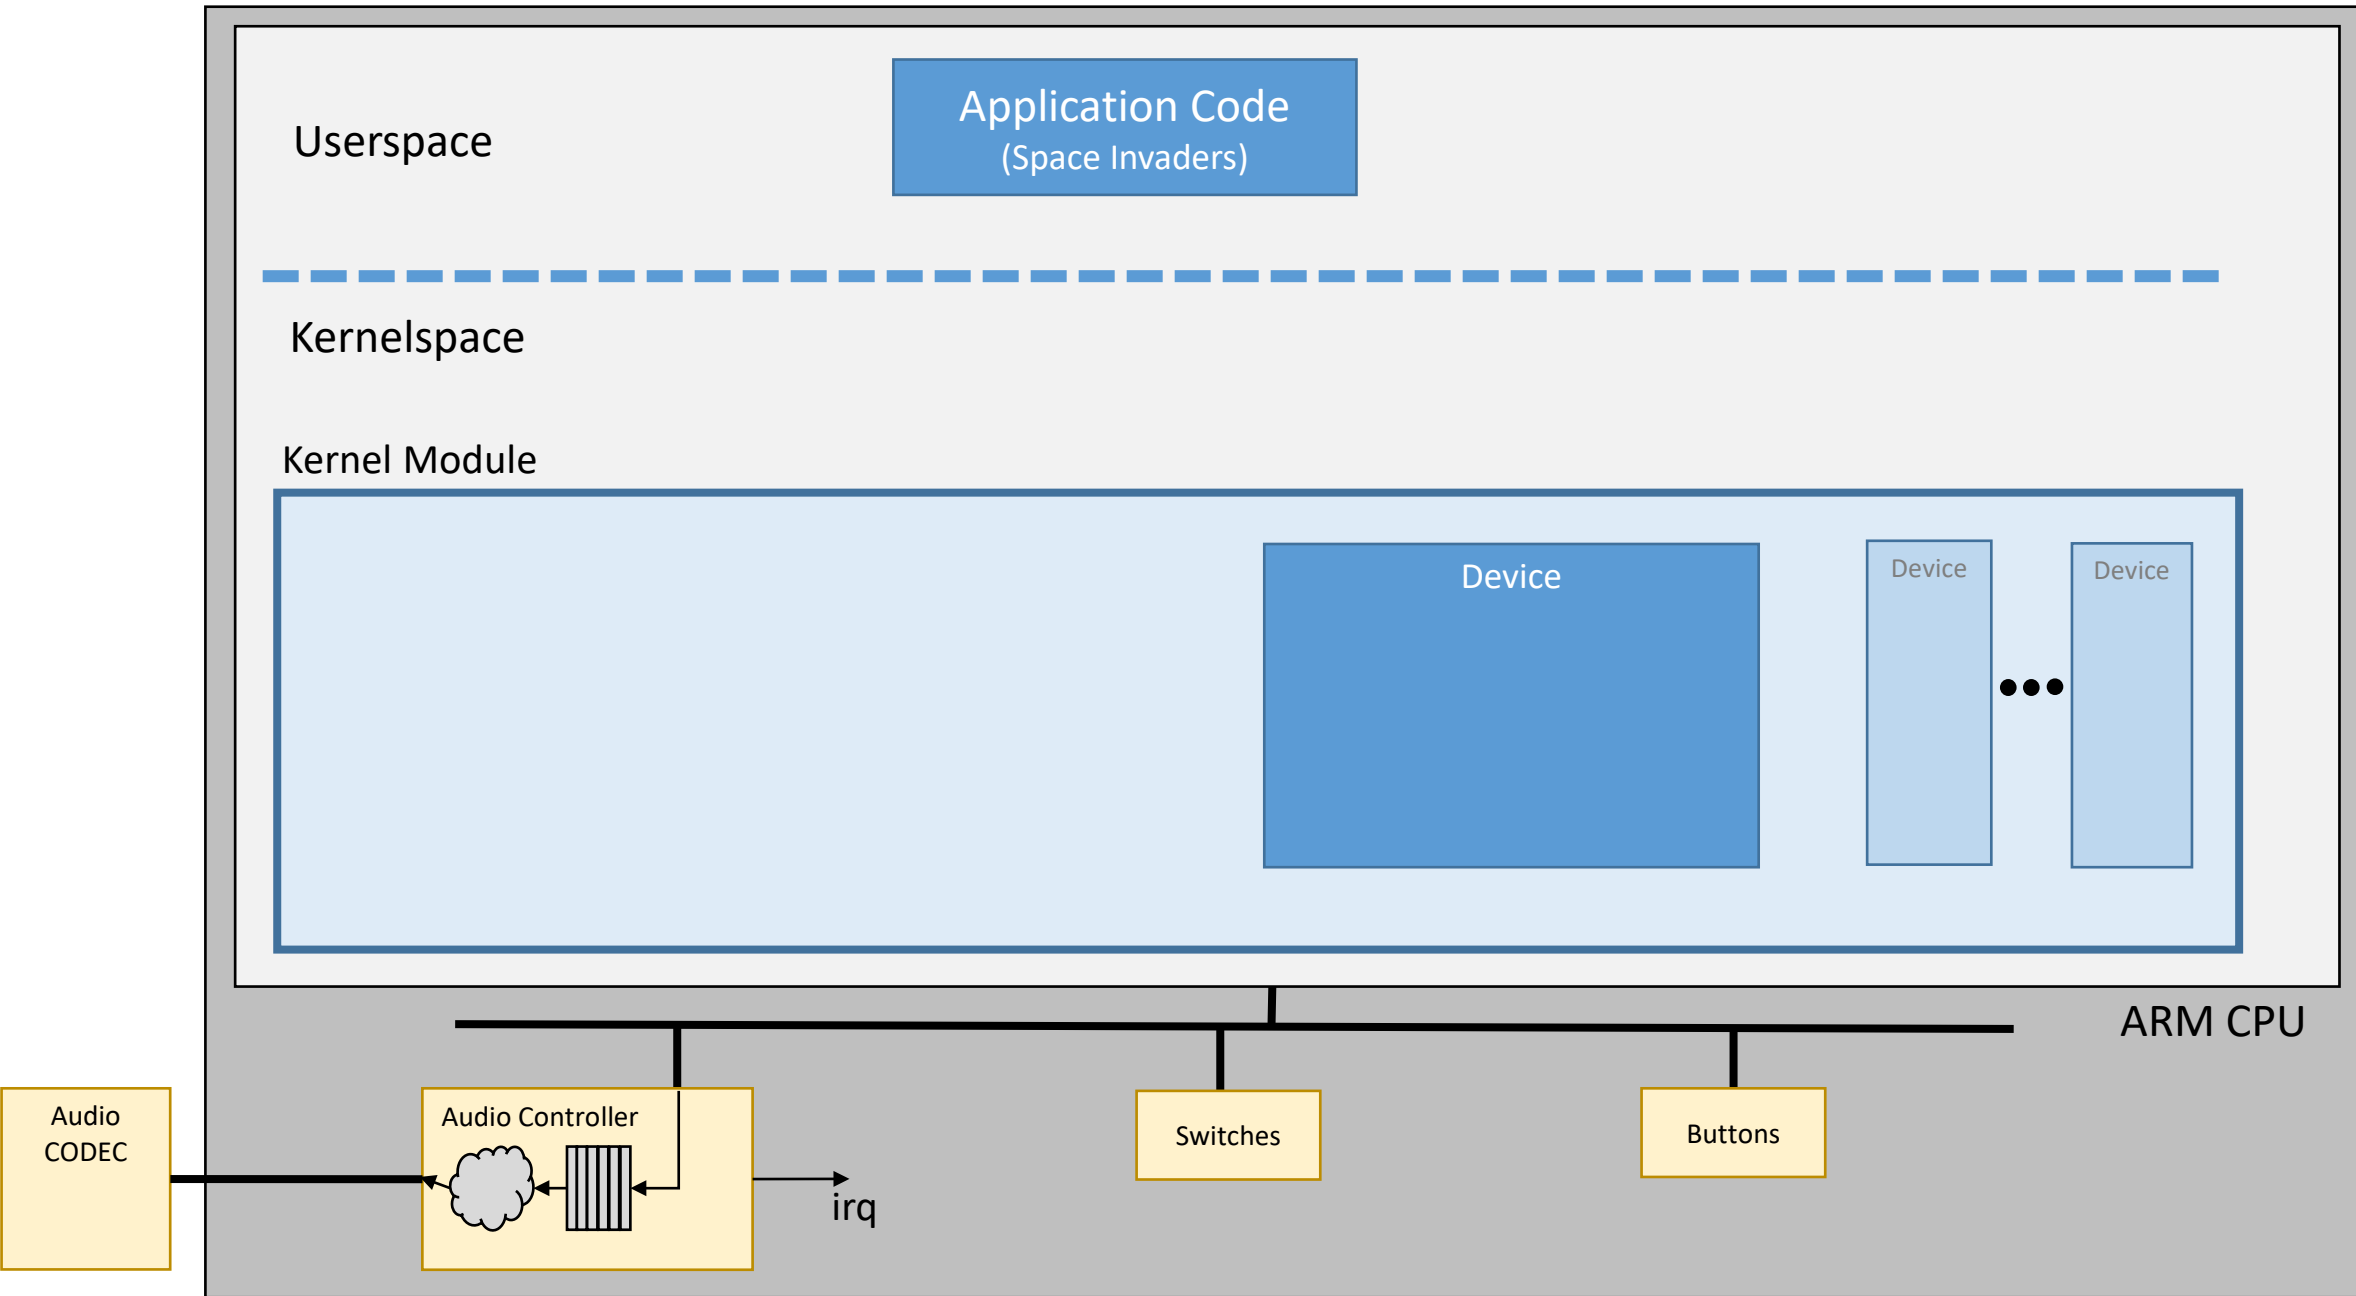 Application Code
(Space Invaders)
Userspace
Kernelspace
Kernel Module
Device
Device
Device
ARM CPU
Audio
CODEC
Audio Controller
irq
Switches
Buttons